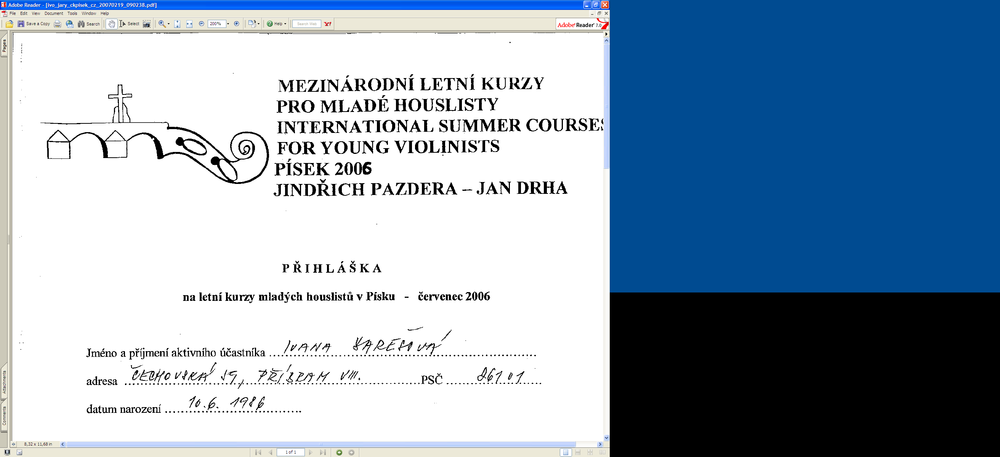 Adobe Reader - [ivo_jary_ckpisek_cz_20070219_090238.pdf]
File Edit View Document Tools Window Help
Save a Copy Search Select 200% Help Search Web Y! Adobe Reader 7.0
Pages
MEZINÁRODNÍ LETNÍ KURZY
PRO MLADÉ HOUSLISTY
INTERNATIONAL SUMMER COURSES
FOR YOUNG VIOLINISTS
PÍSEK 2006
JINDŘICH PAZDERA – JAN DRHA
PŘIHLÁŠKA
na letní kurzy mladých houslistů v Písku - červenec 2006
Jméno a příjmení aktivního účastníka IVANA
adresa ČECHOVSKÁ 59, PŘÍBRAM VIII. PSČ 261 01
datum narození 10.6. 1986
Attachments
Comments
8,32 x 11,68 in
1 of 1